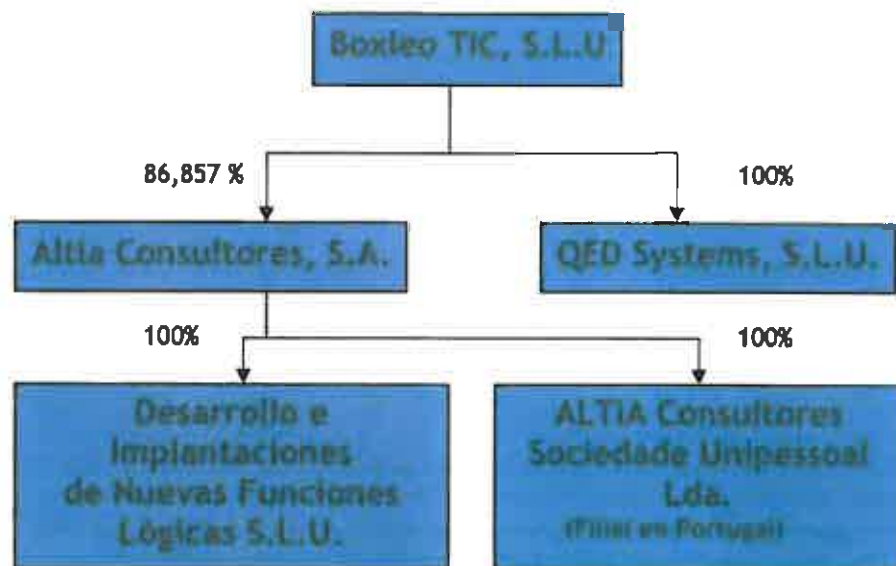 Boxleo TIC, S.L.U
86,857 %
100%
Altia Consultores, S.A.
QED Systems, S.L.U.
100%
100%
Desarrollo e
Implantaciones
de Nuevas Funciones
Lógicas S.L.U.
ALTIA Consultores
Sociedade Unipessoal
Lda.
(Filial en Portugal)